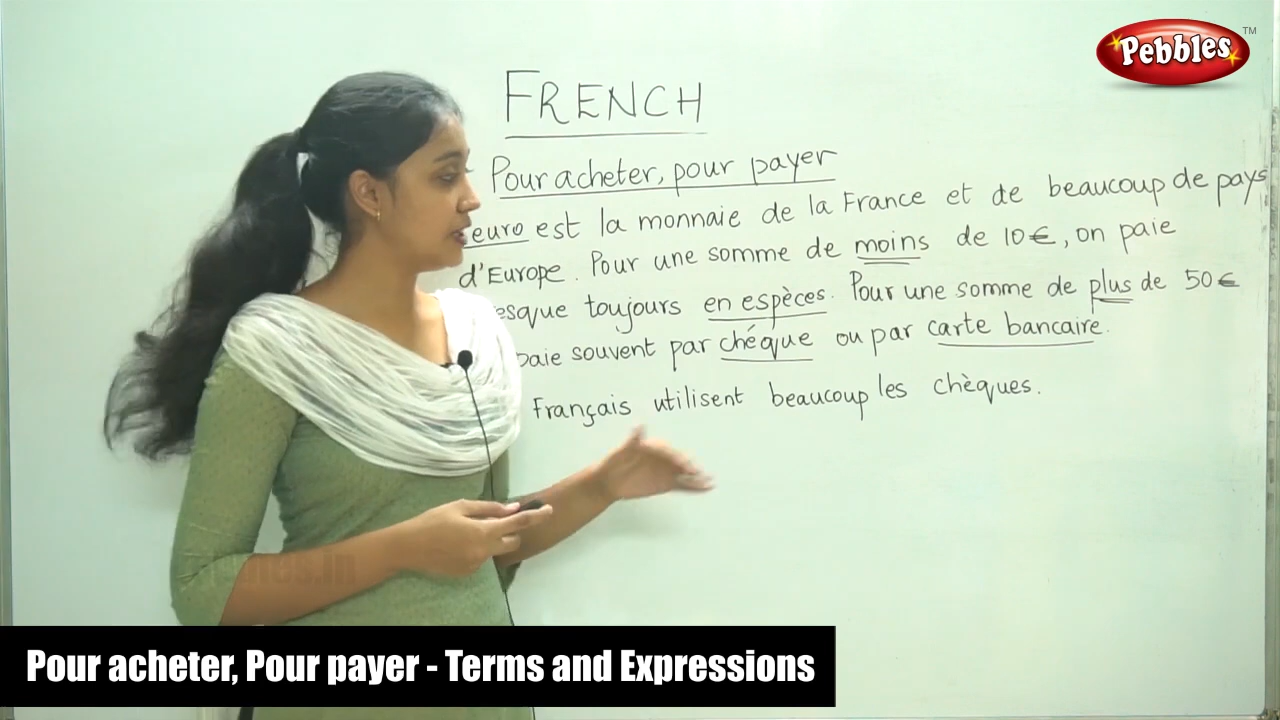 Pebbles™
FRENCH
Pour acheter, pour payer
euro est la monnaie de la France et de beaucoup de pays
d'Europe. Pour une somme de moins de 10€, on paie
esque toujours en espèces. Pour une somme de plus de 50€
paie souvent par chéque ou par carte bancaire.
Français utilisent beaucoup les chèques.
Pour acheter, Pour payer - Terms and Expressions